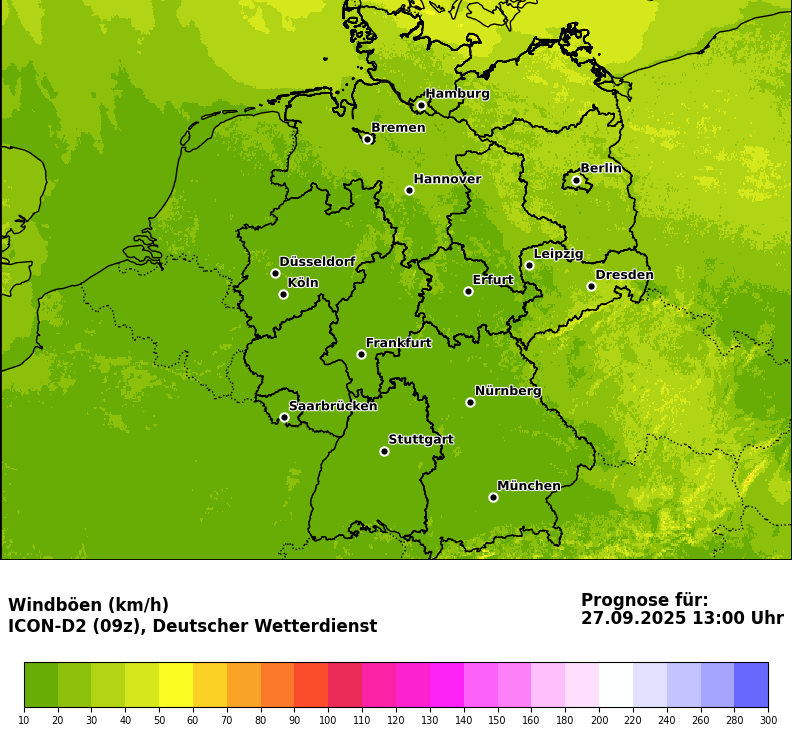 Hamburg
Bremen
Berlin
Hannover
Leipzig
Düsseldorf
Dresden
Köln
Erfurt
Frankfurt
Nürnberg
Saarbrücken
Stuttgart
München
Windböen (km/h)
ICON-D2 (09z), Deutscher Wetterdienst
Prognose für:
27.09.2025 13:00 Uhr
10 20 30 40 50 60 70 80 90 100 110 120 130 140 150 160 180 200 220 240 260 280 300